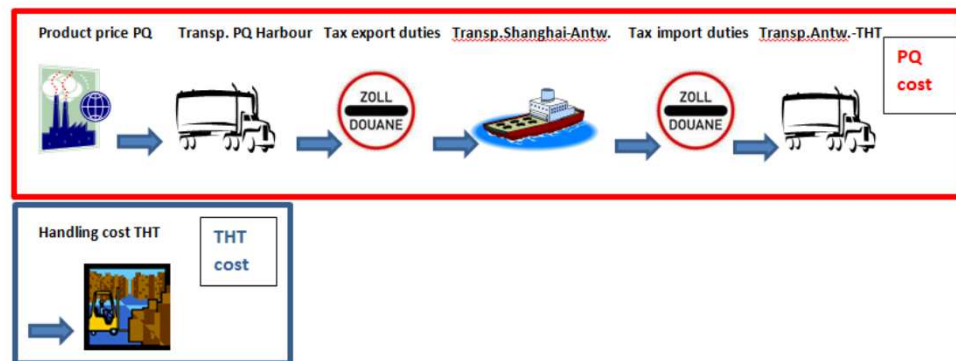 Product price PQ Transp. PQ Harbour Tax export duties Transp.Shanghai-Antw. Tax import duties Transp.Antw.-THT
PQ
cost
ZOLL
DOUANE
ZOLL
DOUANE
Handling cost THT
THT
cost